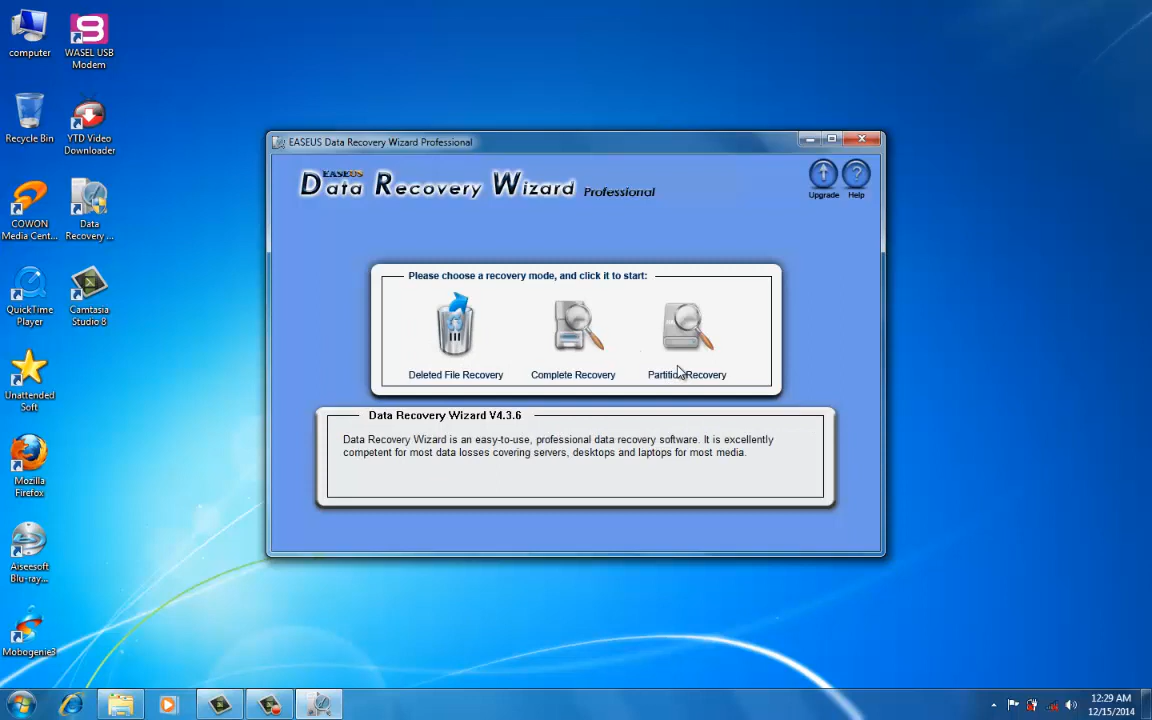 computer
WASEL USB
Modem
Recycle Bin
YTD Video
Downloader
COWON
Media Cent...
Data
Recovery ...
QuickTime
Player
Camtasia
Studio 8
Unattended
Soft
Mozilla
Firefox
Aiseesoft
Blu-ray...
Mobogenie3
EASEUS Data Recovery Wizard Professional
EASEUS
Data Recovery Wizard Professional
Upgrade
Help
Please choose a recovery mode, and click it to start:
Deleted File Recovery
Complete Recovery
Partition Recovery
Data Recovery Wizard V4.3.6
Data Recovery Wizard is an easy-to-use, professional data recovery software. It is excellently
competent for most data losses covering servers, desktops and laptops for most media.
12:29 AM
12/15/2014